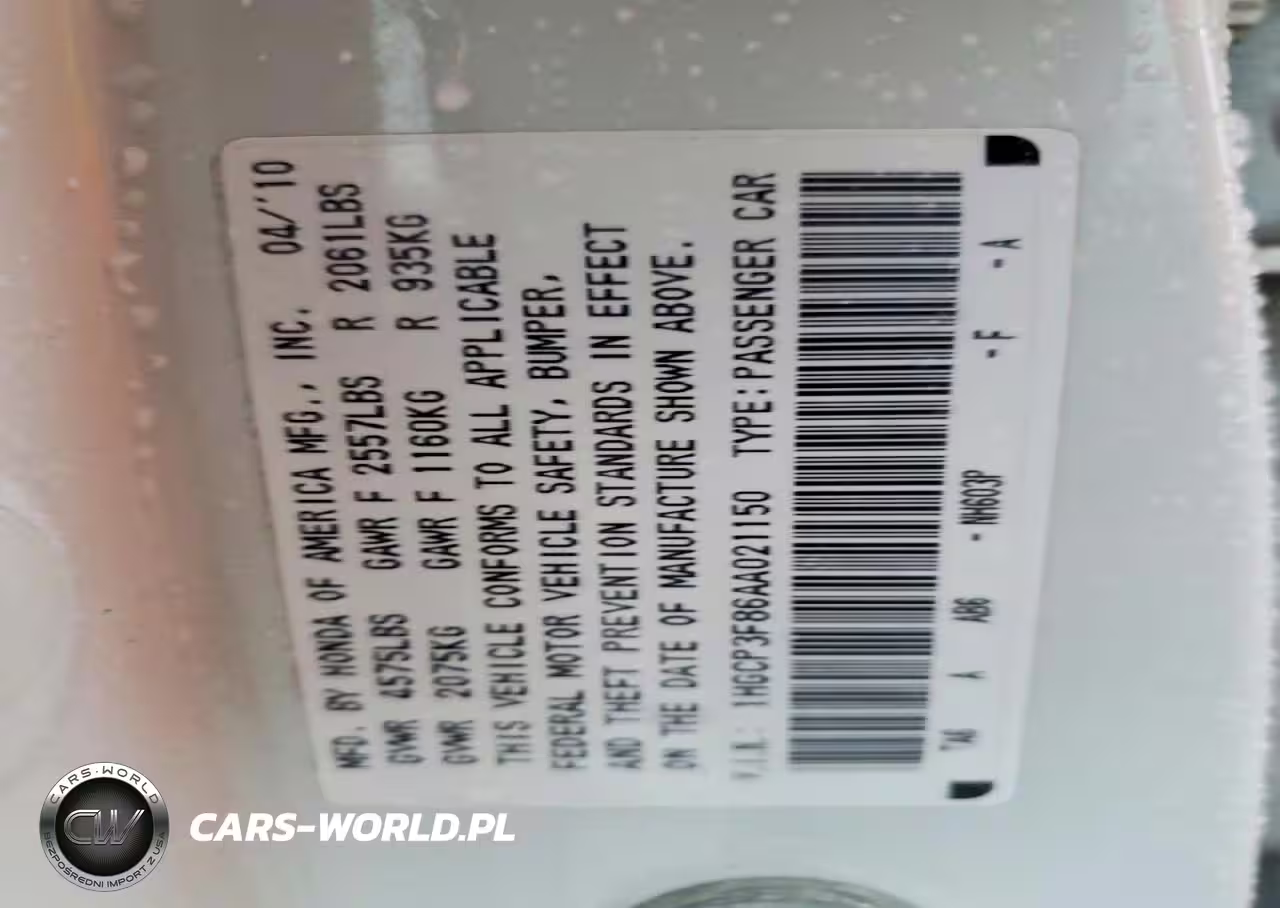 MFD. BY HONDA OF AMERICA MFG., INC. 04/'10
GVWR 4575LBS GAWR F 2557LBS R 2061LBS
GVWR 2075KG GAWR F 1160KG R 935KG
THIS VEHICLE CONFORMS TO ALL APPLICABLE
FEDERAL MOTOR VEHICLE SAFETY, BUMPER,
AND THEFT PREVENTION STANDARDS IN EFFECT
ON THE DATE OF MANUFACTURE SHOWN ABOVE.
V.I.N.: 1HGCP3F86AA021150 TYPE: PASSENGER CAR
TA6 A AB6 - NH603P - F - A
CARS-WORLD
CW
BEZPOŚREDNI IMPORT Z USA
CARS-WORLD.PL